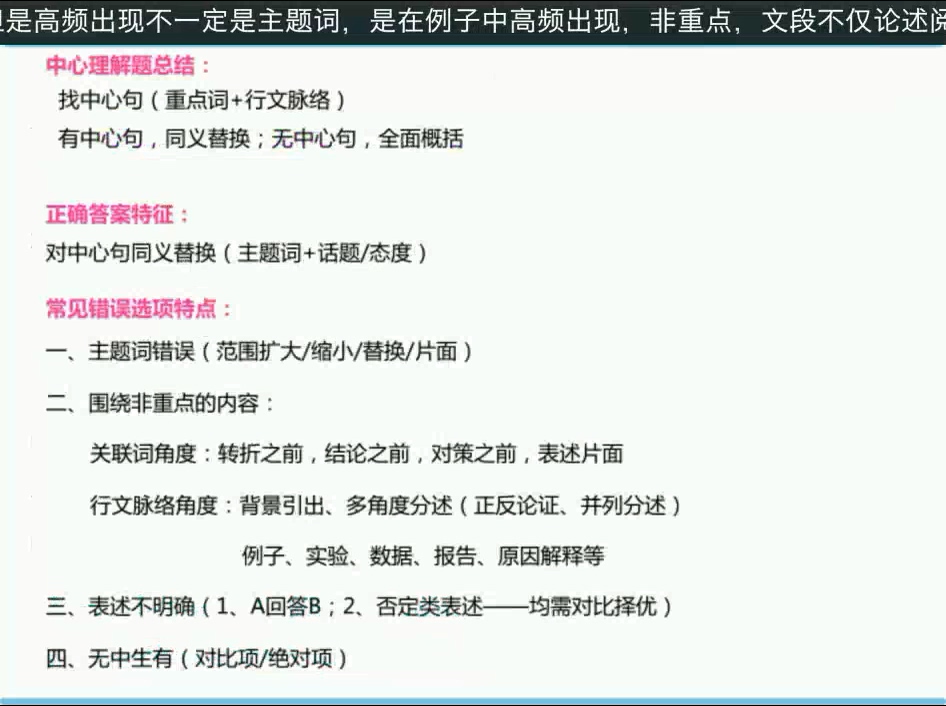 是高频出现不一定是主题词，是在例子中高频出现，非重点，文段不仅论述
中心理解题总结：
找中心句（重点词+行文脉络）
有中心句，同义替换；无中心句，全面概括
正确答案特征：
对中心句同义替换（主题词+话题/态度）
常见错误选项特点：
一、主题词错误（范围扩大/缩小/替换/片面）
二、围绕非重点的内容：
关联词角度：转折之前，结论之前，对策之前，表述片面
行文脉络角度：背景引出、多角度分述（正反论证、并列分述）
例子、实验、数据、报告、原因解释等
三、表述不明确（1、A回答B；2、否定类表述——均需对比择优）
四、无中生有（对比项/绝对项）